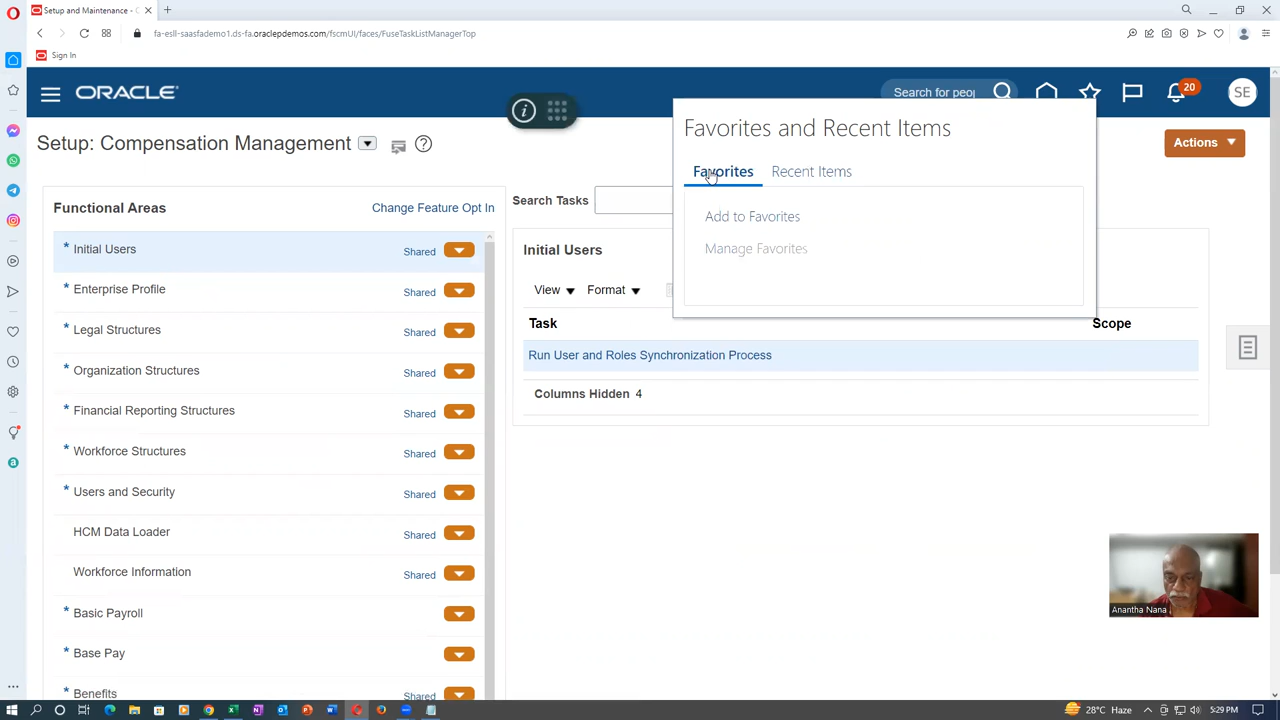 Setup and Maintenance - C
fa-esll-saasfademo1.ds-fa.oraclepdemos.com/fscmUI/faces/FuseTaskListManagerTop
Sign In
ORACLE
Search for peo
20
SE
Setup: Compensation Management
Actions
Favorites and Recent Items
Favorites
Recent Items
Add to Favorites
Manage Favorites
Functional Areas
Change Feature Opt In
* Initial Users
Shared
* Enterprise Profile
Shared
* Legal Structures
Shared
* Organization Structures
Shared
* Financial Reporting Structures
Shared
* Workforce Structures
Shared
* Users and Security
Shared
HCM Data Loader
Shared
Workforce Information
Shared
* Basic Payroll
* Base Pay
* Benefits
Shared
Search Tasks
Initial Users
View
Format
Task
Scope
Run User and Roles Synchronization Process
Columns Hidden 4
Anantha Nana
28°C Haze
5:29 PM